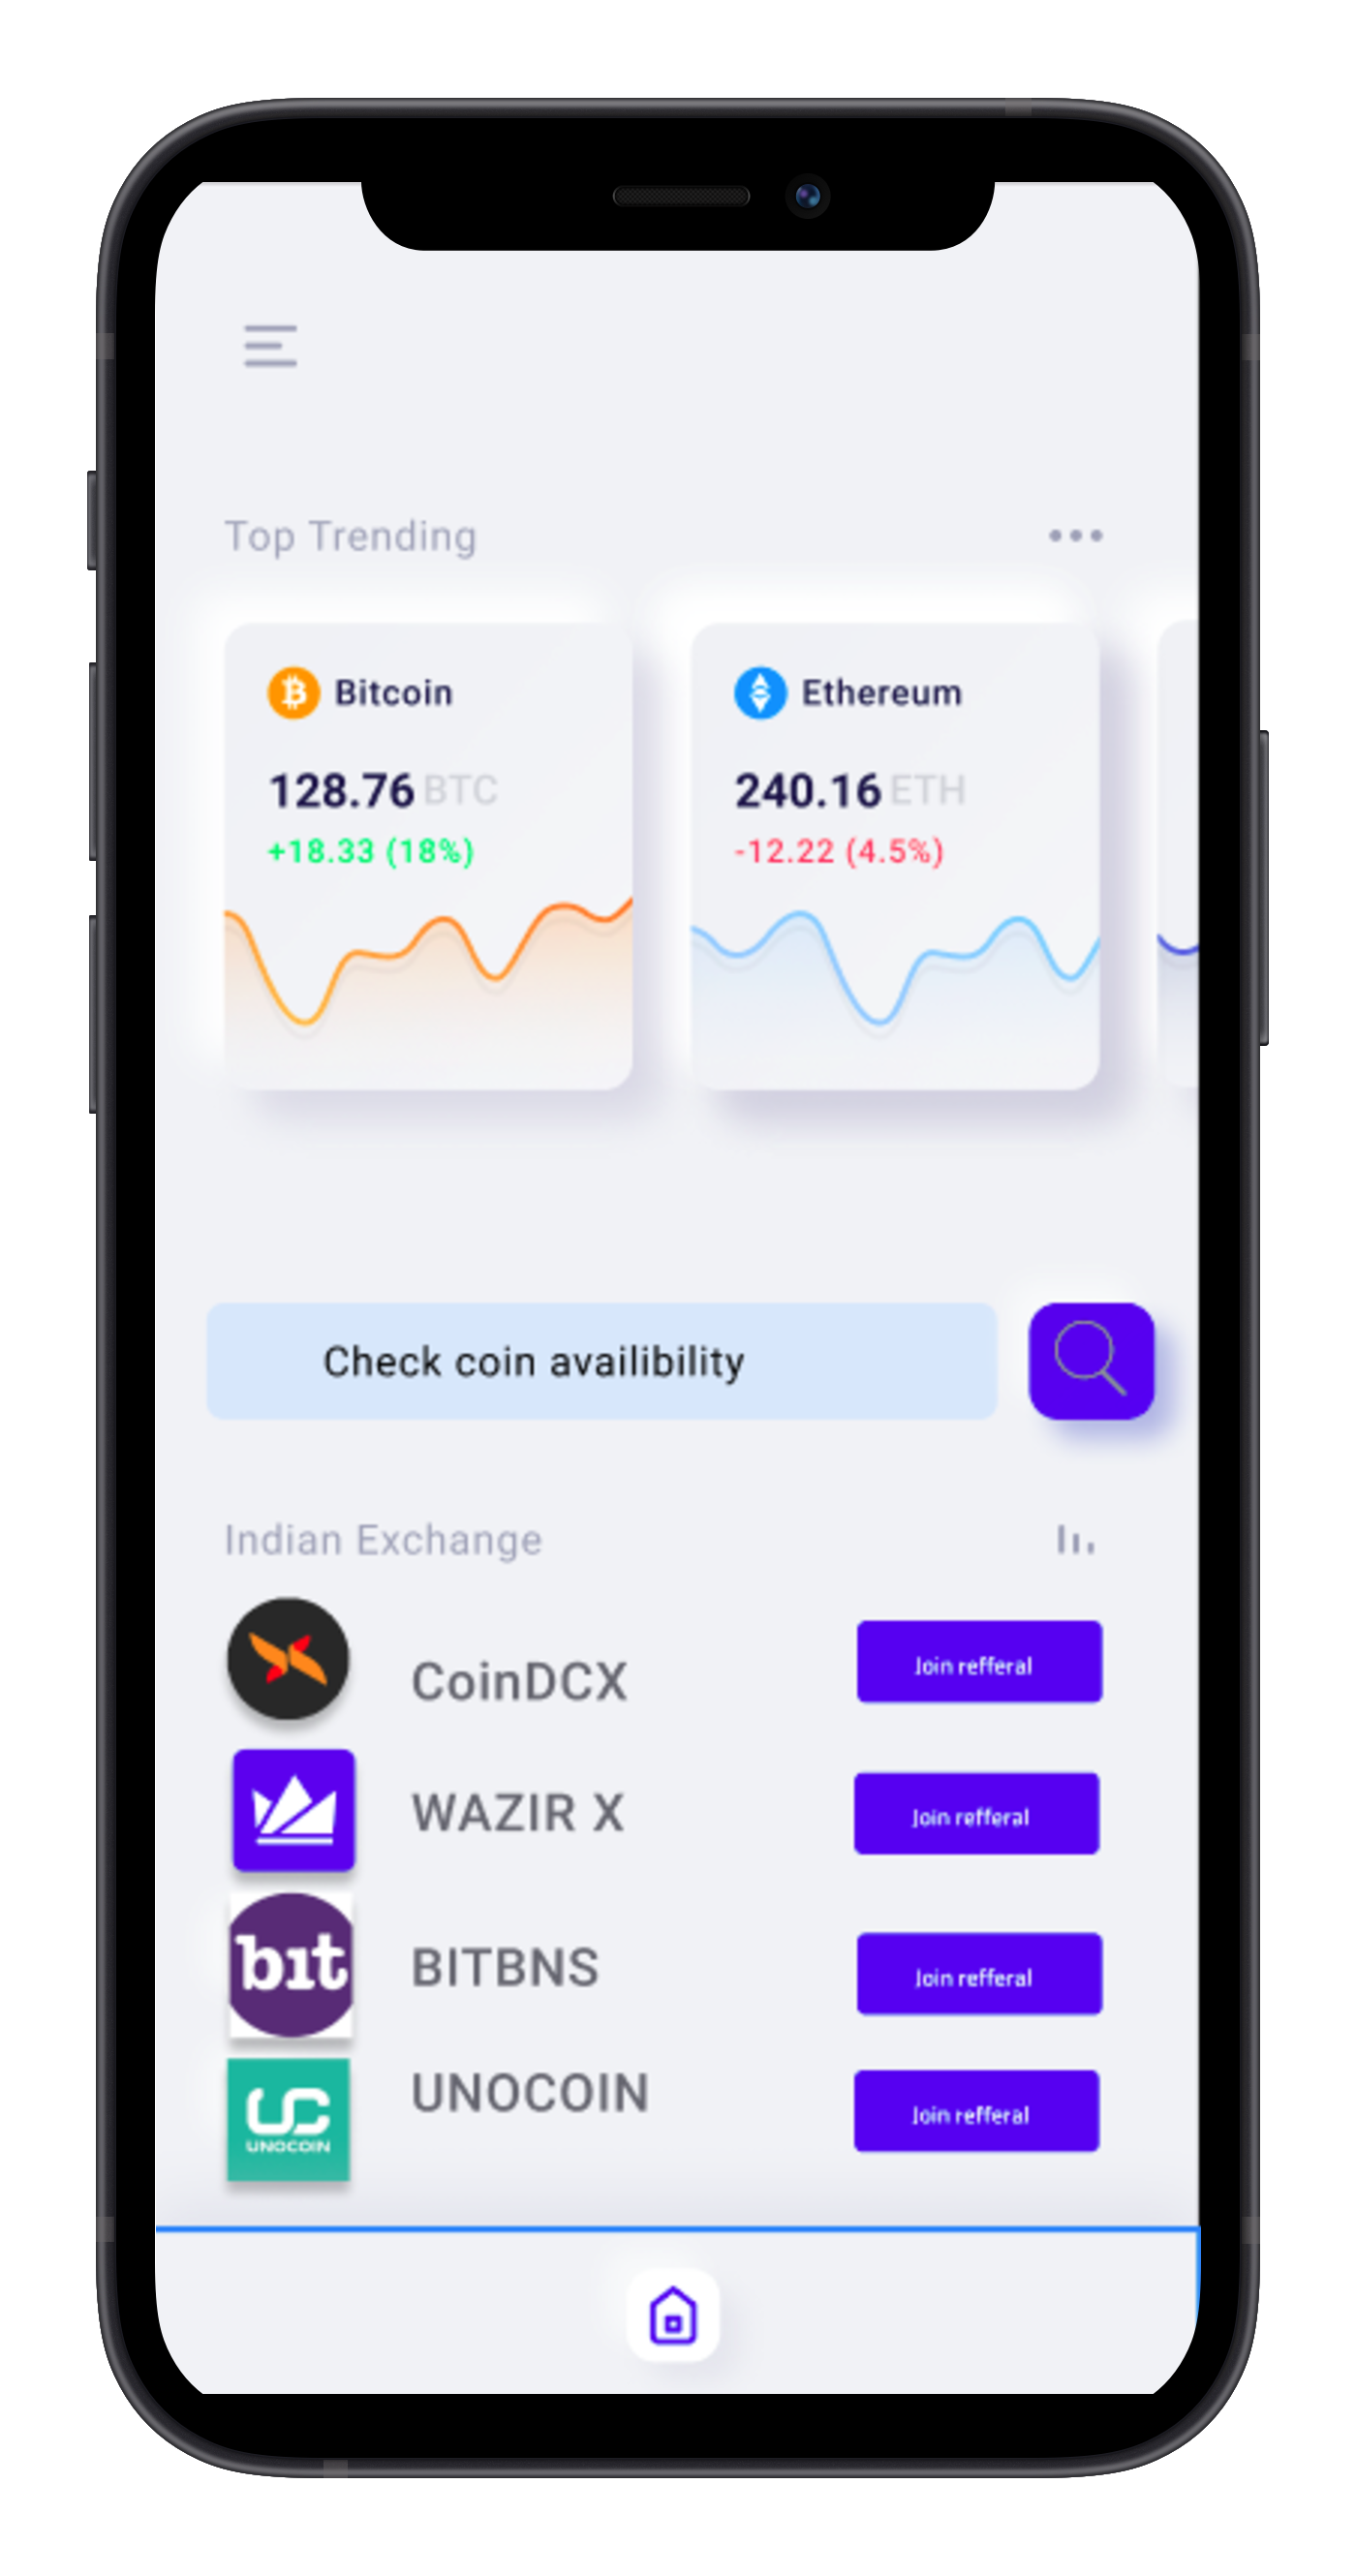 Top Trending
Bitcoin
128.76 BTC
+18.33 (18%)
Ethereum
240.16 ETH
-12.22 (4.5%)
Check coin availibility
Indian Exchange
CoinDCX
Join refferal
WAZIR X
Join refferal
bit
BITBNS
Join refferal
UC
UNOCOIN
UNOCOIN
Join refferal